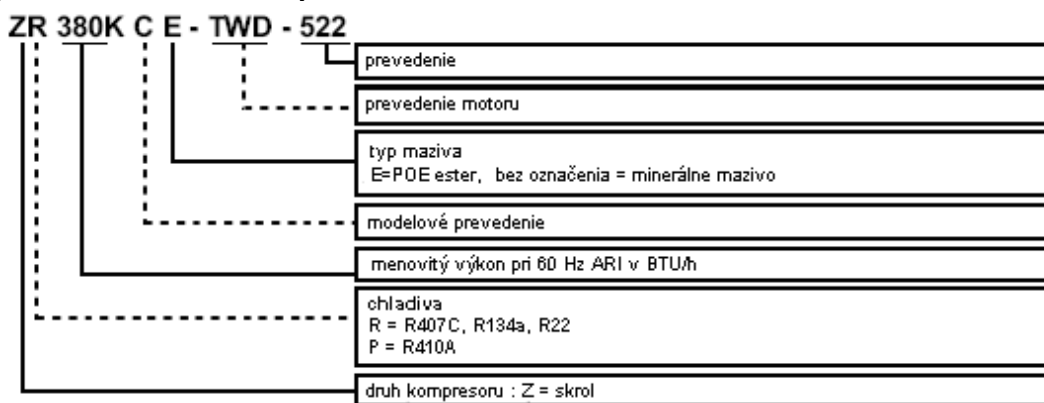 ZR 380K C E - TWD - 522
prevedenie
prevedenie motoru
typ maziva
E=POE ester, bez označenia = minerálne mazivo
modelové prevedenie
menovitý výkon pri 60 Hz ARI v BTU/h
chladiva
R = R407C, R134a, R22
P = R410A
druh kompresoru : Z = skrol